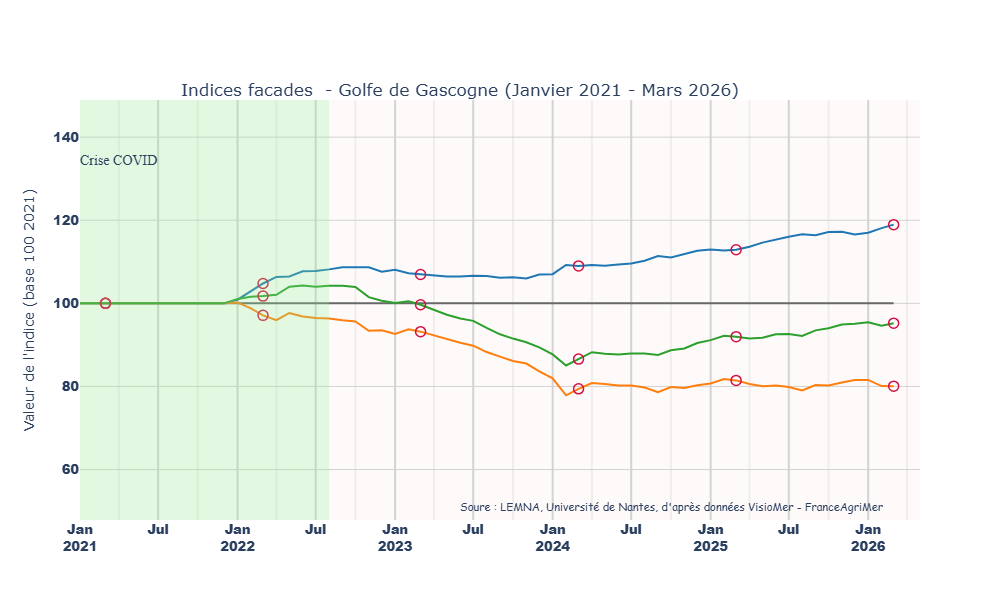 Indices facades  - Golfe de Gascogne (Janvier 2021 - Mars 2026)
Valeur de l'indice (base 100 2021)
140
120
100
80
60
Crise COVID
Soure : LEMNA, Université de Nantes, d'après données VisioMer - FranceAgriMer
Jan Jul Jan Jul Jan Jul Jan Jul Jan Jul Jan
2021 2022 2023 2024 2025 2026